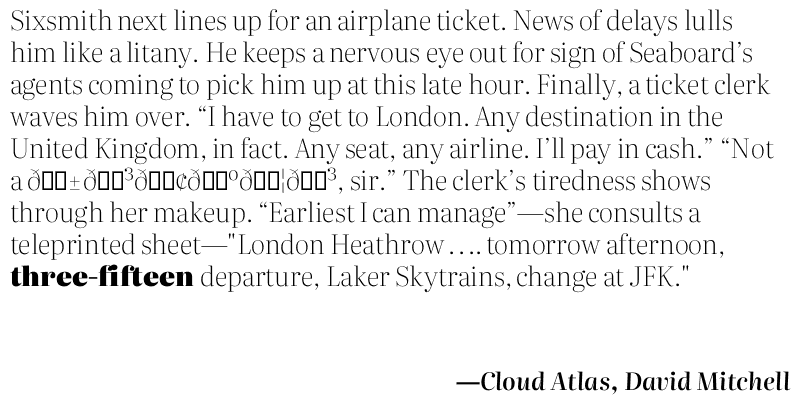 Sixsmith next lines up for an airplane ticket. News of delays lulls
him like a litany. He keeps a nervous eye out for sign of Seaboard’s
agents coming to pick him up at this late hour. Finally, a ticket clerk
waves him over. “I have to get to London. Any destination in the
United Kingdom, in fact. Any seat, any airline. I’ll pay in cash.” “Not
a ð▯▯±ð▯▯³ð▯▯¢ð▯▯ºð▯▯¦ð▯▯³, sir.” The clerk’s tiredness shows
through her makeup. “Earliest I can manage”—she consults a
teleprinted sheet—"London Heathrow . . . . tomorrow afternoon,
three-fifteen departure, Laker Skytrains, change at JFK."
—Cloud Atlas, David Mitchell